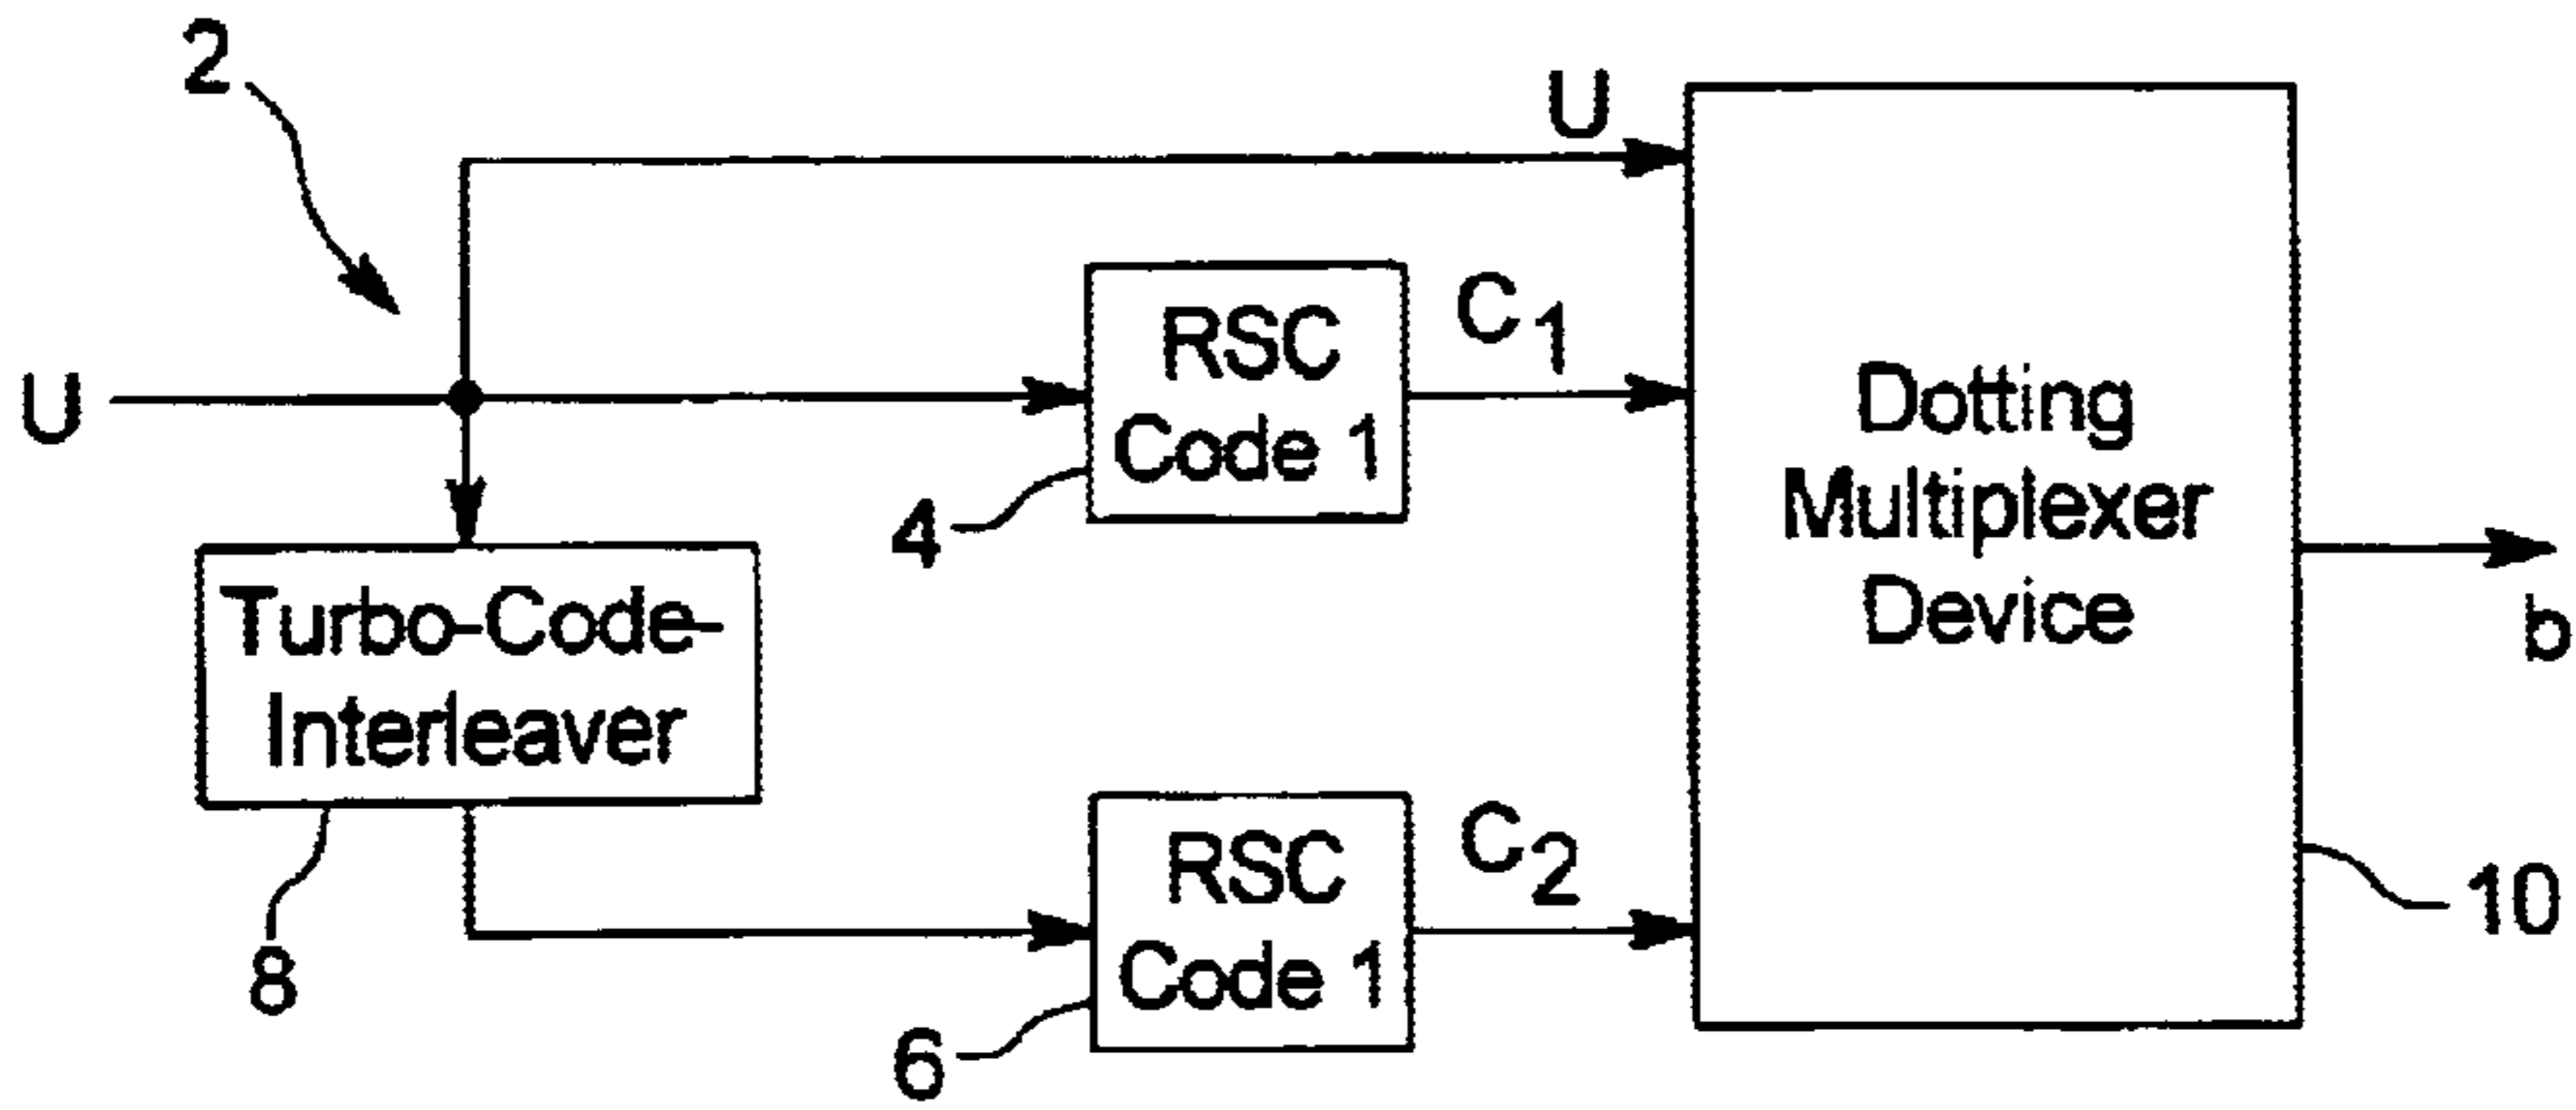 2
U
U
RSC
Code 1
C1
4
Turbo-Code-
Interleaver
8
RSC
Code 1
C2
6
Dotting
Multiplexer
Device
b
10